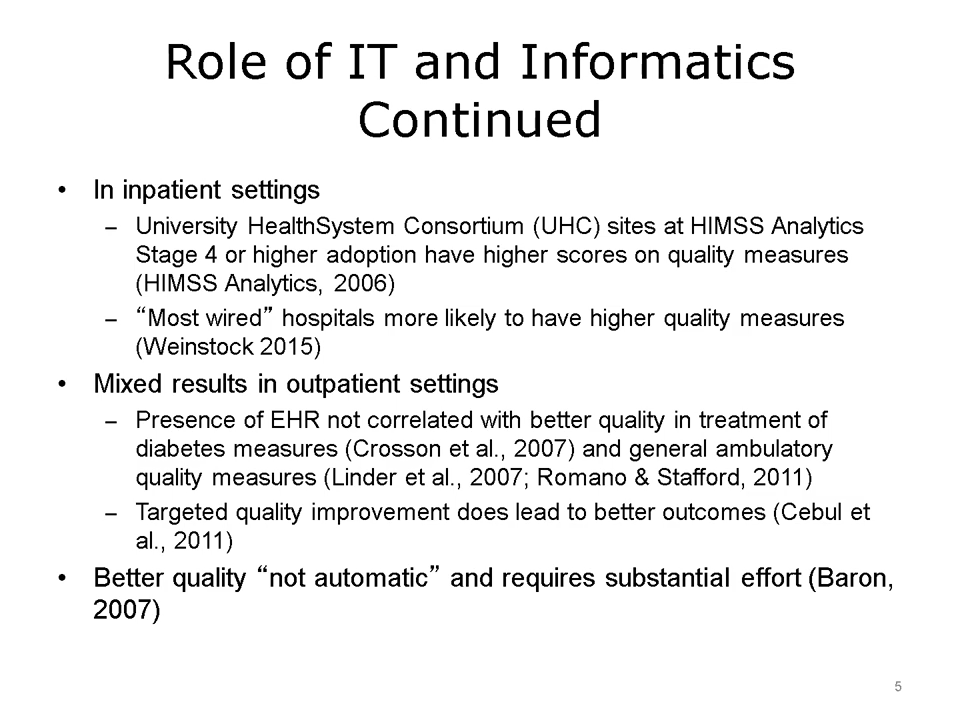 Role of IT and Informatics
Continued
• In inpatient settings
– University HealthSystem Consortium (UHC) sites at HIMSS Analytics
Stage 4 or higher adoption have higher scores on quality measures
(HIMSS Analytics, 2006)
– “Most wired” hospitals more likely to have higher quality measures
(Weinstock 2015)
• Mixed results in outpatient settings
– Presence of EHR not correlated with better quality in treatment of
diabetes measures (Crosson et al., 2007) and general ambulatory
quality measures (Linder et al., 2007; Romano & Stafford, 2011)
– Targeted quality improvement does lead to better outcomes (Cebul et
al., 2011)
• Better quality “not automatic” and requires substantial effort (Baron,
2007)
5